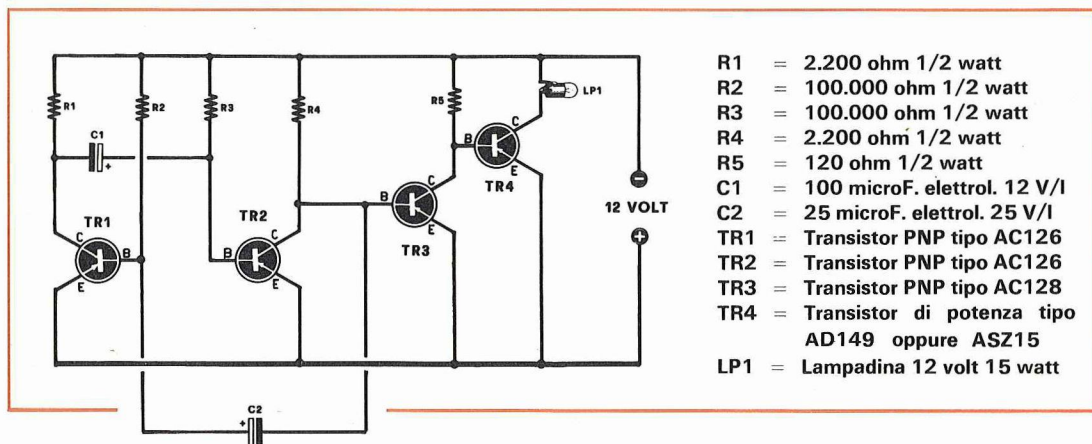 R1
R2
R3
R4
R5
LP1
C1
+
C
B
E
TR1
C
B
E
TR2
C
B
E
TR3
C
B
E
TR4
-
12 VOLT
+
+
C2
R1 = 2.200 ohm 1/2 watt
R2 = 100.000 ohm 1/2 watt
R3 = 100.000 ohm 1/2 watt
R4 = 2.200 ohm 1/2 watt
R5 = 120 ohm 1/2 watt
C1 = 100 microF. elettrol. 12 V/l
C2 = 25 microF. elettrol. 25 V/l
TR1 = Transistor PNP tipo AC126
TR2 = Transistor PNP tipo AC126
TR3 = Transistor PNP tipo AC128
TR4 = Transistor di potenza tipo
AD149 oppure ASZ15
LP1 = Lampadina 12 volt 15 watt